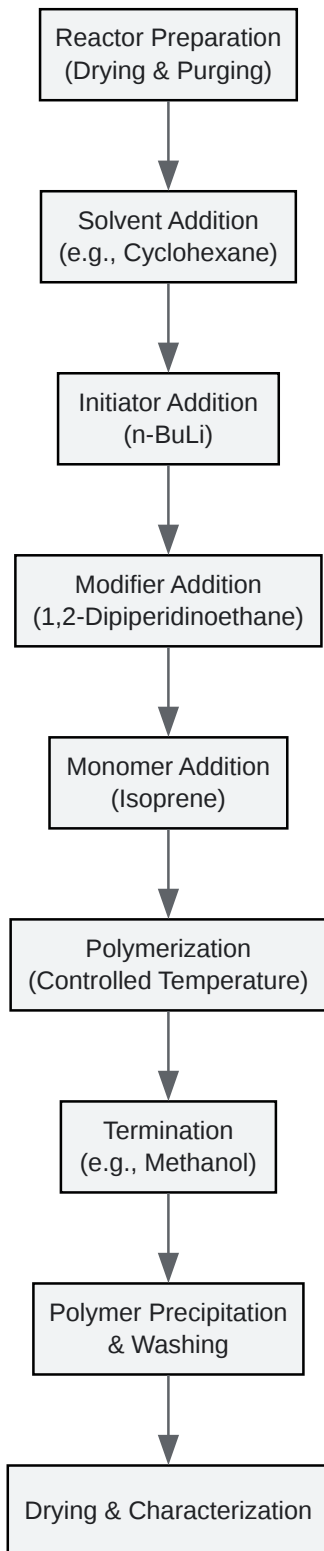 Reactor Preparation
(Drying & Purging)
Solvent Addition
(e.g., Cyclohexane)
Initiator Addition
(n-BuLi)
Modifier Addition
(1,2-Dipiperidinoethane)
Monomer Addition
(Isoprene)
Polymerization
(Controlled Temperature)
Termination
(e.g., Methanol)
Polymer Precipitation
& Washing
Drying & Characterization